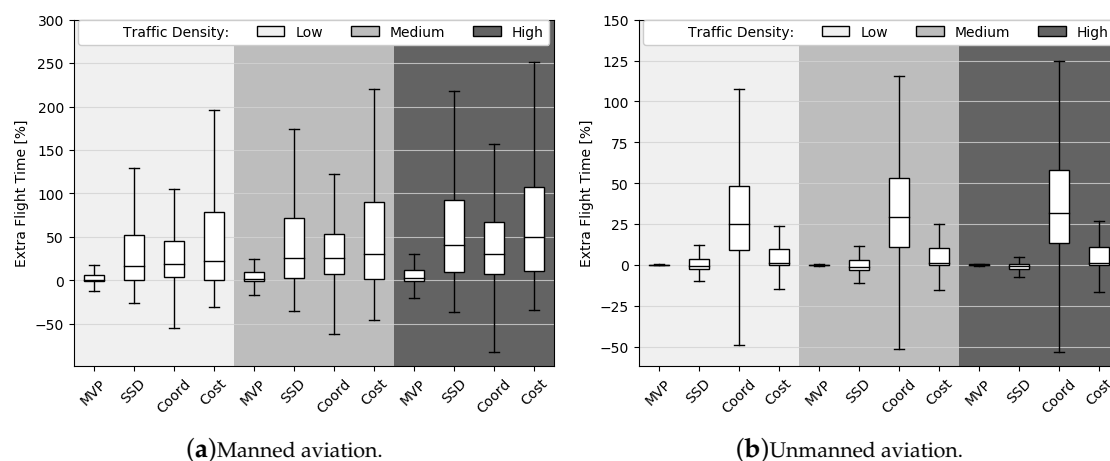 Traffic Density: Low Medium High
Extra Flight Time [%]
300
250
200
150
100
50
0
−50
MVP SSD Coord Cost MVP SSD Coord Cost MVP SSD Coord Cost
(a)Manned aviation.
Traffic Density: Low Medium High
Extra Flight Time [%]
150
125
100
75
50
25
0
−25
−50
MVP SSD Coord Cost MVP SSD Coord Cost MVP SSD Coord Cost
(b)Unmanned aviation.